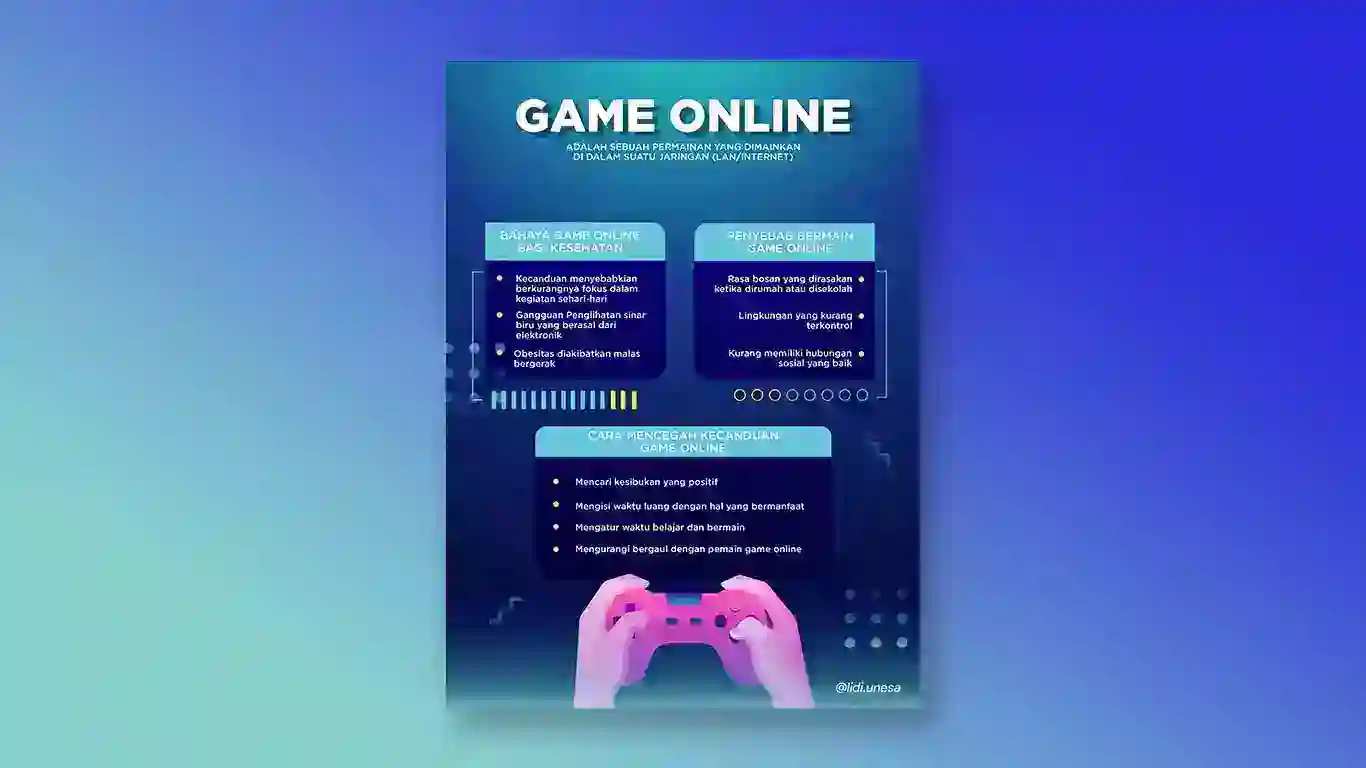 GAME ONLINE
ADALAH SEBUAH PERMAINAN YANG DIMAINKAN
DI DALAM SUATU JARINGAN (LAN/INTERNET)
BAHAYA GAME ONLINE
BAGI KESEHATAN
Kecanduan menyebabkian
berkurangnya fokus dalam
kegiatan sehari-hari
Gangguan Penglihatan sinar
biru yang berasal dari
elektronik
Obesitas diakibatkan malas
bergerak
PENYEBAB BERMAIN
GAME ONLINE
Rasa bosan yang dirasakan
ketika dirumah atau disekolah
Lingkungan yang kurang
terkontrol
Kurang memiliki hubungan
sosial yang baik
CARA MENCEGAH KECANDUAN
GAME ONLINE
Mencari kesibukan yang positif
Mengisi waktu luang dengan hal yang bermanfaat
Mengatur waktu belajar dan bermain
Mengurangi bergaul dengan pemain game online
@lidi.unesa